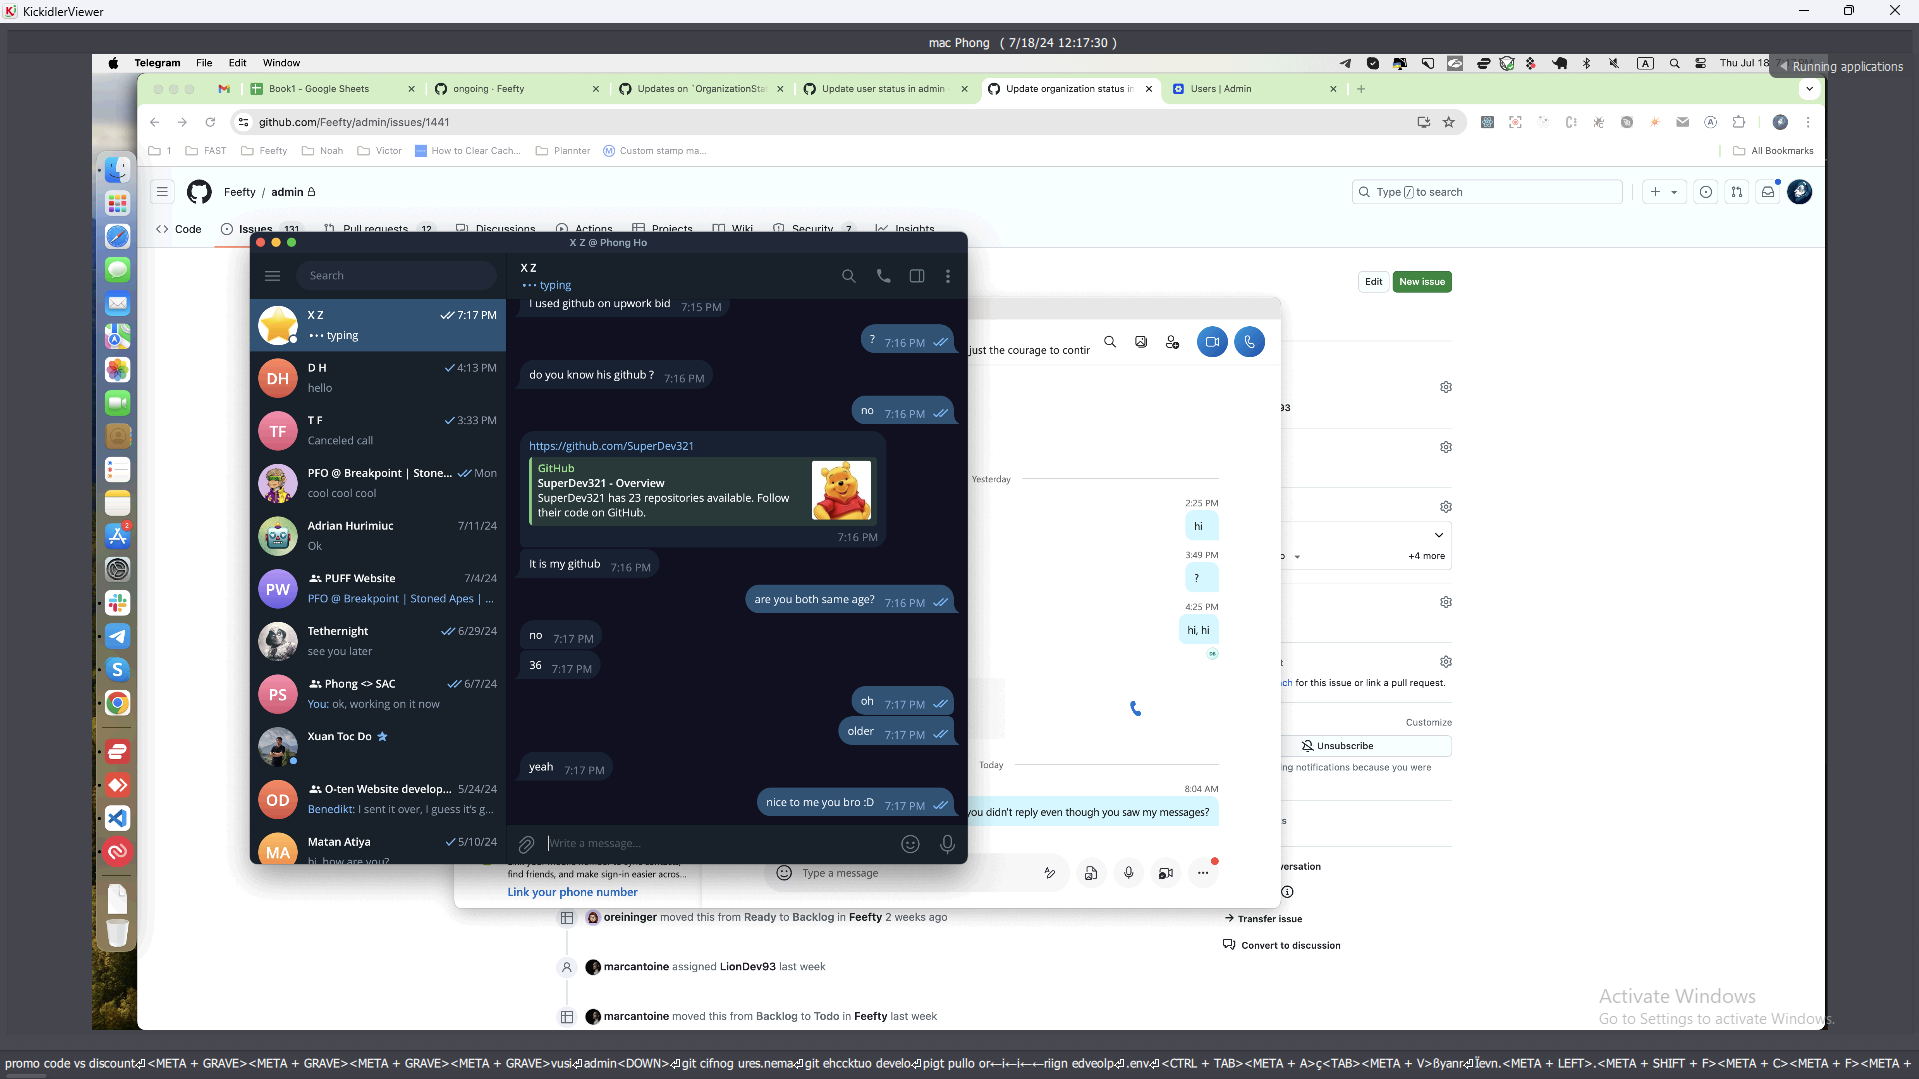 KickidlerViewer
mac Phong ( 7/18/24 12:17:30 )
Telegram File Edit Window
Thu Jul 18
Running applications
Book1 - Google Sheets
ongoing · Feefty
Updates on `OrganizationSta
Update user status in admin
Update organization status in
Users | Admin
github.com/Feefty/admin/issues/1441
1
FAST
Feefty
Noah
Victor
How to Clear Cach...
Plannter
Custom stamp ma...
All Bookmarks
Feefty / admin
Type / to search
Code
Issues 131
Pull requests 12
Discussions
Actions
Projects
Wiki
Security 7
Insights
Edit
New issue
X Z @ Phong Ho
Search
X Z
••• typing
X Z 7:17 PM
••• typing
D H 4:13 PM
hello
T F 3:33 PM
Canceled call
PFO @ Breakpoint | Stone... Mon
cool cool cool
Adrian Hurimiuc 7/11/24
Ok
PUFF Website 7/4/24
PFO @ Breakpoint | Stoned Apes | ...
Tethernight 6/29/24
see you later
Phong <> SAC 6/7/24
You: ok, working on it now
Xuan Toc Do
O-ten Website develop... 5/24/24
Benedikt: I sent it over, I guess it's g...
Matan Atiya 5/10/24
hi, how are you?
DH
TF
PW
PS
OD
MA
I used github on upwork bid 7:15 PM
? 7:16 PM
do you know his github ? 7:16 PM
no 7:16 PM
https://github.com/SuperDev321
GitHub
SuperDev321 - Overview
SuperDev321 has 23 repositories available. Follow
their code on GitHub.
7:16 PM
It is my github 7:16 PM
are you both same age? 7:16 PM
no 7:17 PM
36 7:17 PM
oh 7:17 PM
older 7:17 PM
yeah 7:17 PM
nice to me you bro :D 7:17 PM
Write a message...
just the courage to contir
Yesterday
2:25 PM
hi
3:49 PM
?
4:25 PM
hi, hi
DB
Today
8:04 AM
you didn't reply even though you saw my messages?
Type a message
find friends, and make sign-in easier acros...
Link your phone number
93
+4 more
for this issue or link a pull request.
Customize
Unsubscribe
notifications because you were
Transfer issue
Convert to discussion
oreininger moved this from Ready to Backlog in Feefty 2 weeks ago
marcantoine assigned LionDev93 last week
marcantoine moved this from Backlog to Todo in Feefty last week
Activate Windows
Go to Settings to activate Windows.
promo code vs discount⏎<META + GRAVE><META + GRAVE><META + GRAVE><META + GRAVE>vusi⏎admin<DOWN>⏎git cifnog ures.nema⏎git ehccktuo develo⏎pigt pullo or←i←i←←riign edveolp⏎.env⏎<CTRL + TAB><META + A>ç<TAB><META + V>ßyanr⏎Ïevn.<META + LEFT>.<META + SHIFT + F><META + C><META + F><META +